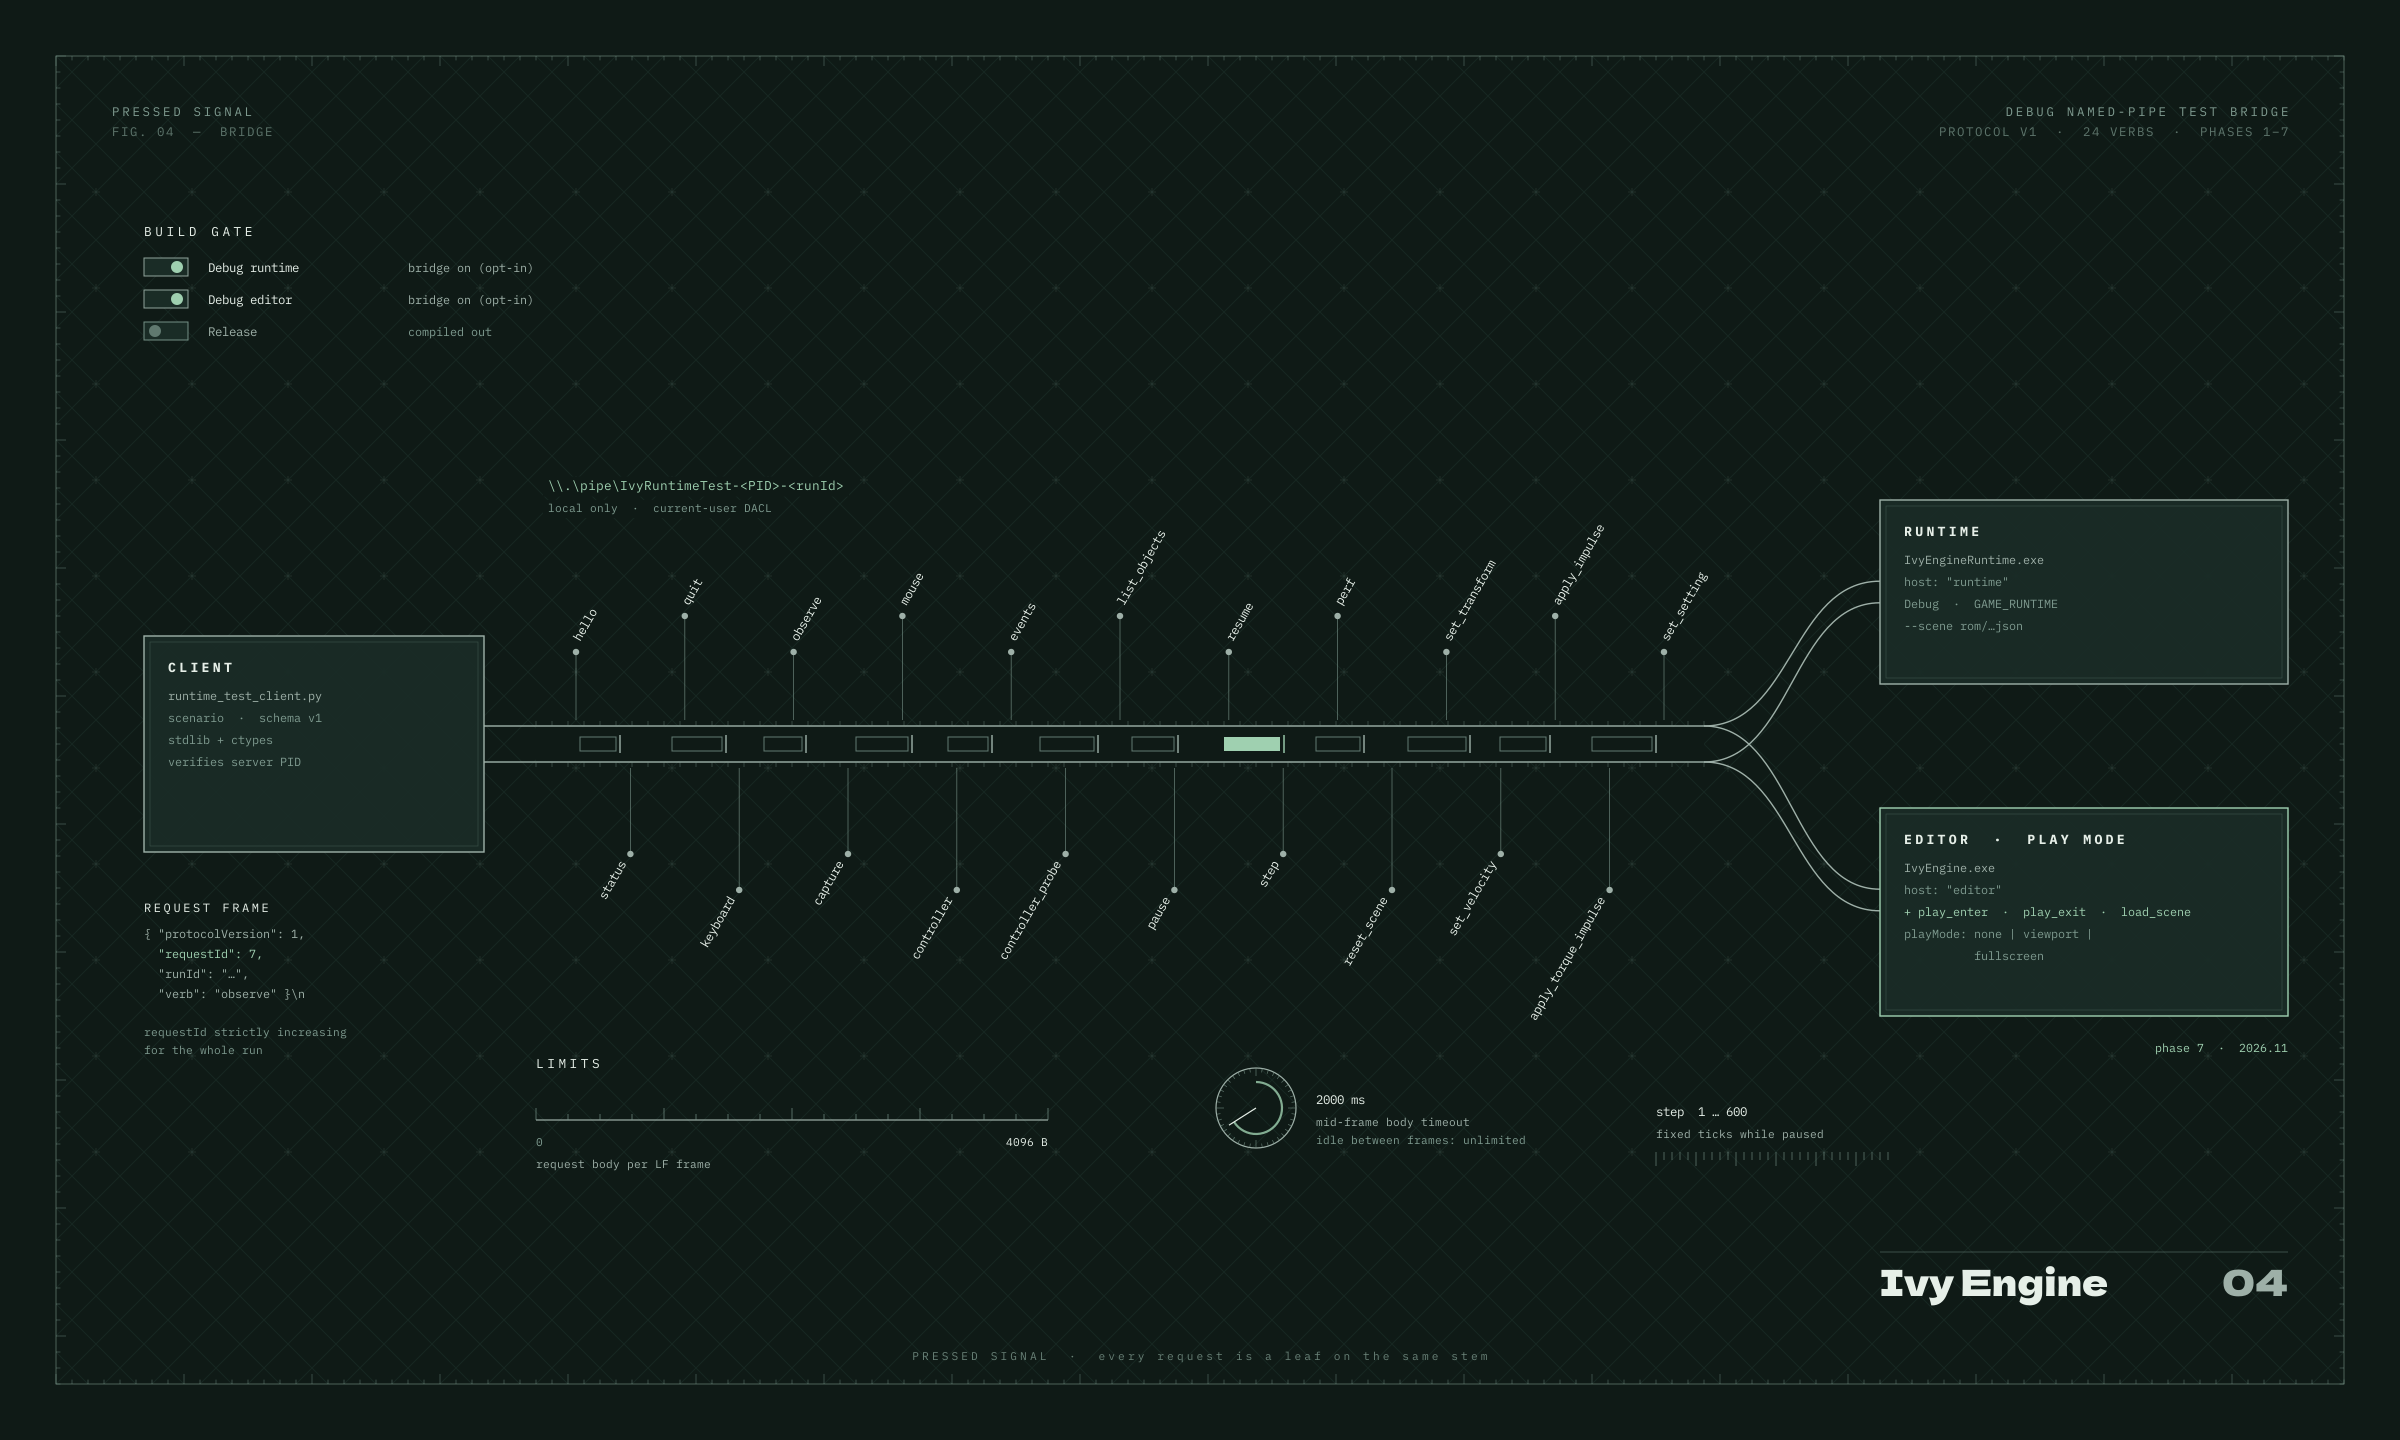 PRESSED SIGNAL
FIG. 04 — BRIDGE
DEBUG NAMED-PIPE TEST BRIDGE
PROTOCOL V1 · 24 VERBS · PHASES 1–7
BUILD GATE
Debug runtime bridge on (opt-in)
Debug editor bridge on (opt-in)
Release compiled out
\\.\pipe\IvyRuntimeTest-<PID>-<runId>
local only · current-user DACL
hello
quit
observe
mouse
events
list_objects
resume
perf
set_transform
apply_impulse
set_setting
CLIENT
runtime_test_client.py
scenario · schema v1
stdlib + ctypes
verifies server PID
RUNTIME
IvyEngineRuntime.exe
host: "runtime"
Debug · GAME_RUNTIME
--scene rom/…json
status
keyboard
capture
controller
controller_probe
pause
step
reset_scene
set_velocity
apply_torque_impulse
EDITOR · PLAY MODE
IvyEngine.exe
host: "editor"
+ play_enter · play_exit · load_scene
playMode: none | viewport |
fullscreen
phase 7 · 2026.11
REQUEST FRAME
{ "protocolVersion": 1,
"requestId": 7,
"runId": "…",
"verb": "observe" }\n
requestId strictly increasing
for the whole run
LIMITS
0 4096 B
request body per LF frame
2000 ms
mid-frame body timeout
idle between frames: unlimited
step 1 … 600
fixed ticks while paused
Ivy Engine 04
PRESSED SIGNAL · every request is a leaf on the same stem